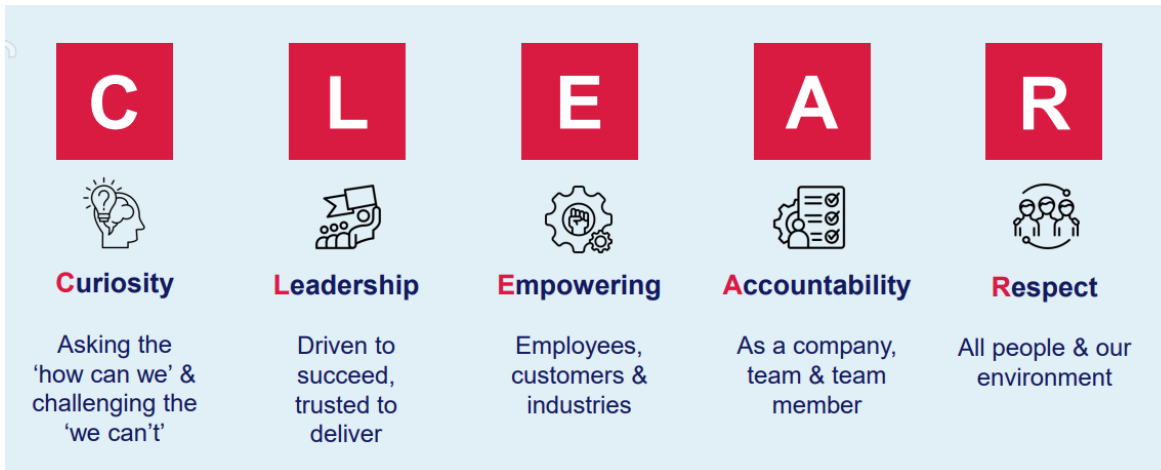 C
L
E
A
R
Curiosity
Asking the
‘how can we’ &
challenging the
‘we can’t’
Leadership
Driven to
succeed,
trusted to
deliver
Empowering
Employees,
customers &
industries
Accountability
As a company,
team & team
member
Respect
All people & our
environment